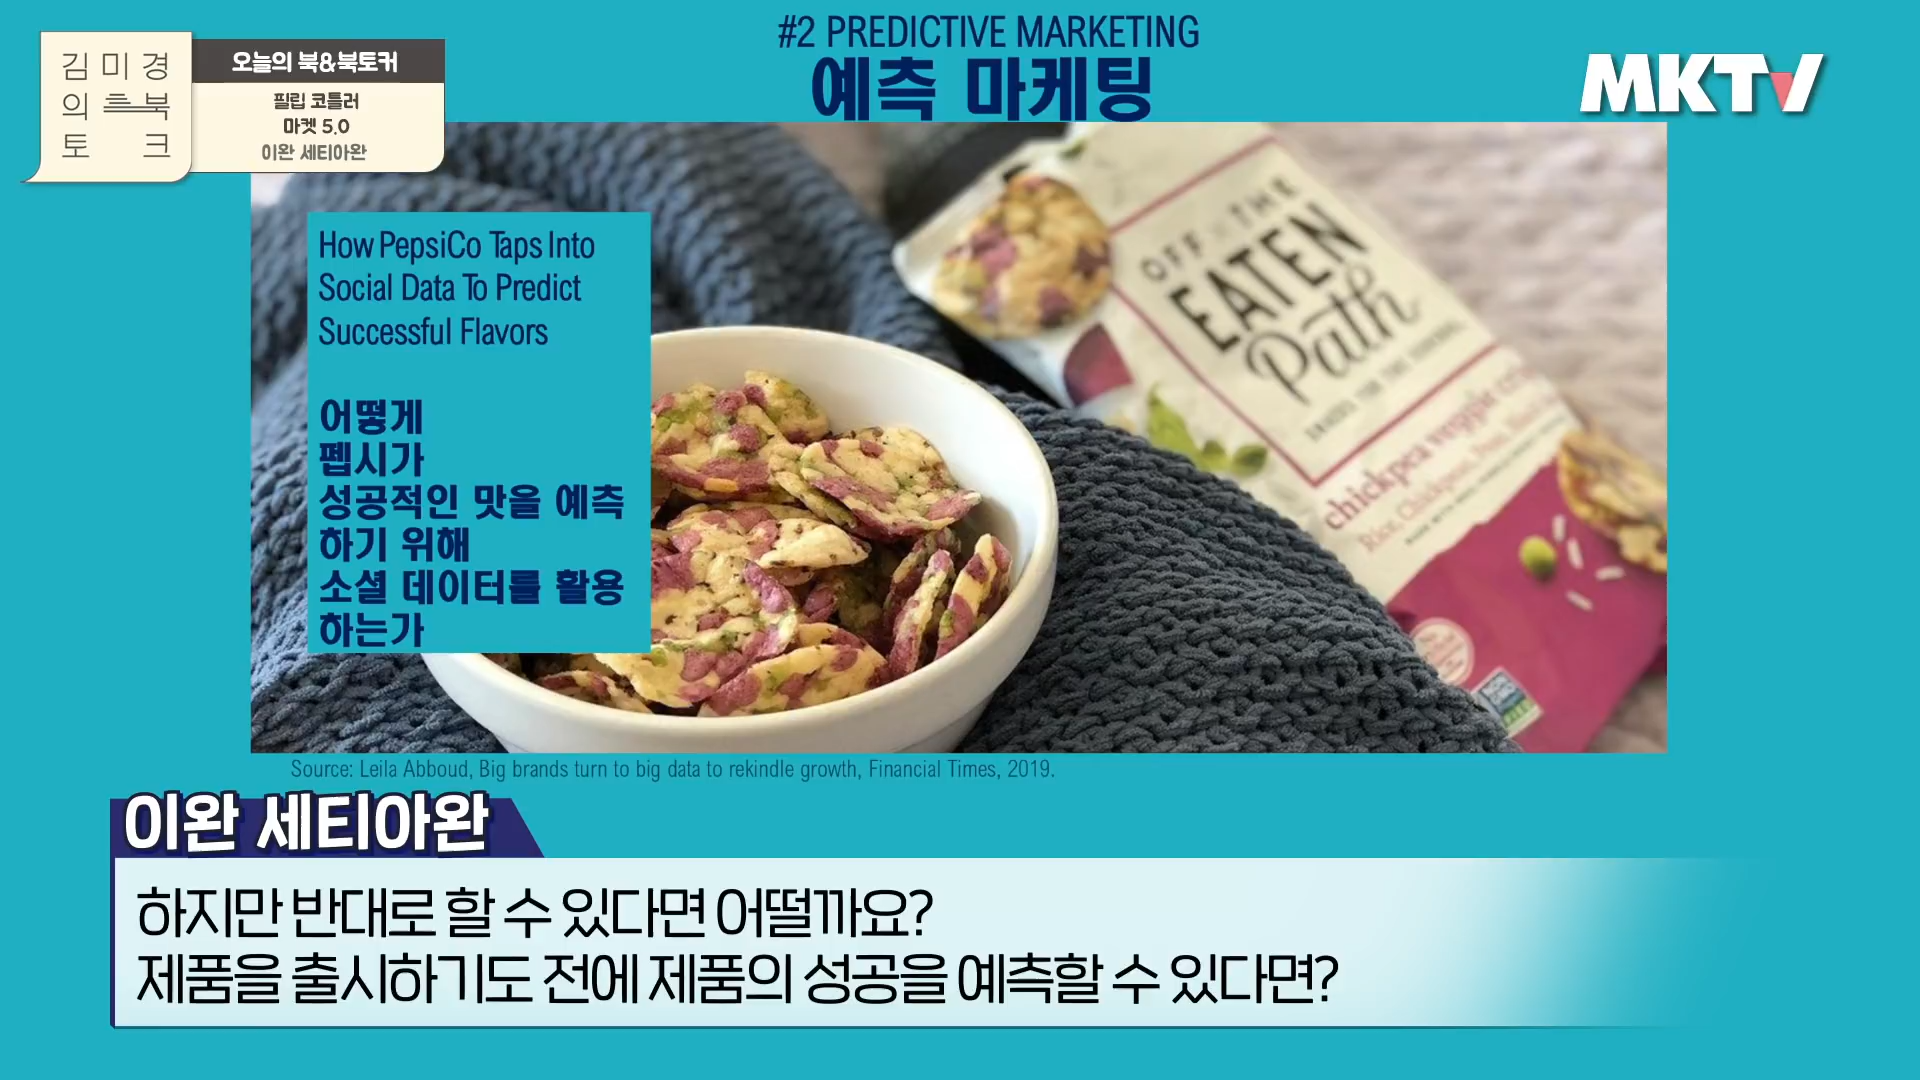 #2 PREDICTIVE MARKETING
예측 마케팅
김미경
의 북
토크
오늘의 북&북토커
필립 코틀러
마켓 5.0
이완 세티아완
MKTV
How PepsiCo Taps Into
Social Data To Predict
Successful Flavors
어떻게
펩시가
성공적인 맛을 예측
하기 위해
소셜 데이터를 활용
하는가
OFF THE
EATEN
Path
chickpea veggie
Rice, Chickpeas, Peas,
Source: Leila Abboud, Big brands turn to big data to rekindle growth, Financial Times, 2019.
이완 세티아완
하지만 반대로 할 수 있다면 어떨까요?
제품을 출시하기도 전에 제품의 성공을 예측할 수 있다면?